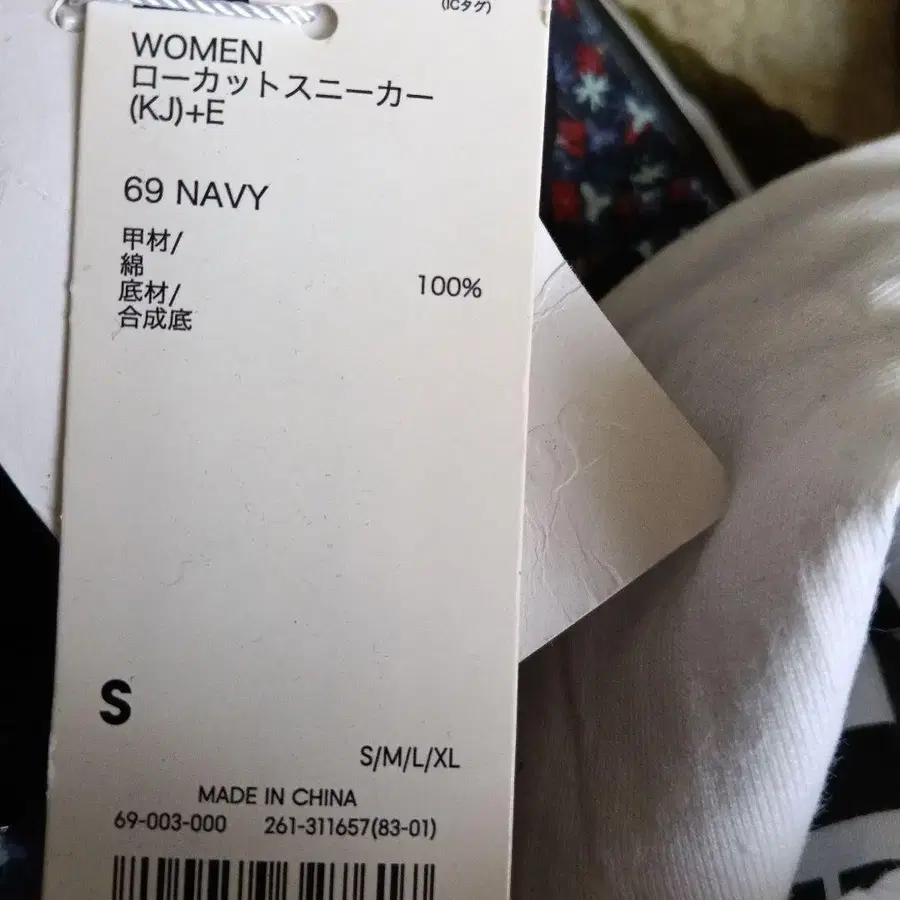 (ICタグ)
WOMEN
ローカットスニーカー
(KJ)+E
69 NAVY
甲材/
綿 100%
底材/
合成底
S
S/M/L/XL
MADE IN CHINA
69-003-000 261-311657(83-01)